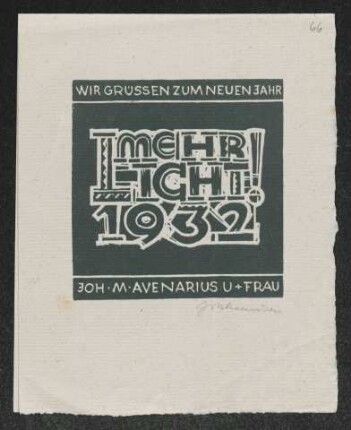 66
WIR GRÜSSEN ZUM NEUEN JAHR
MEHR
LICHT!
1932
JOH · M · AVENARIUS U + FRAU